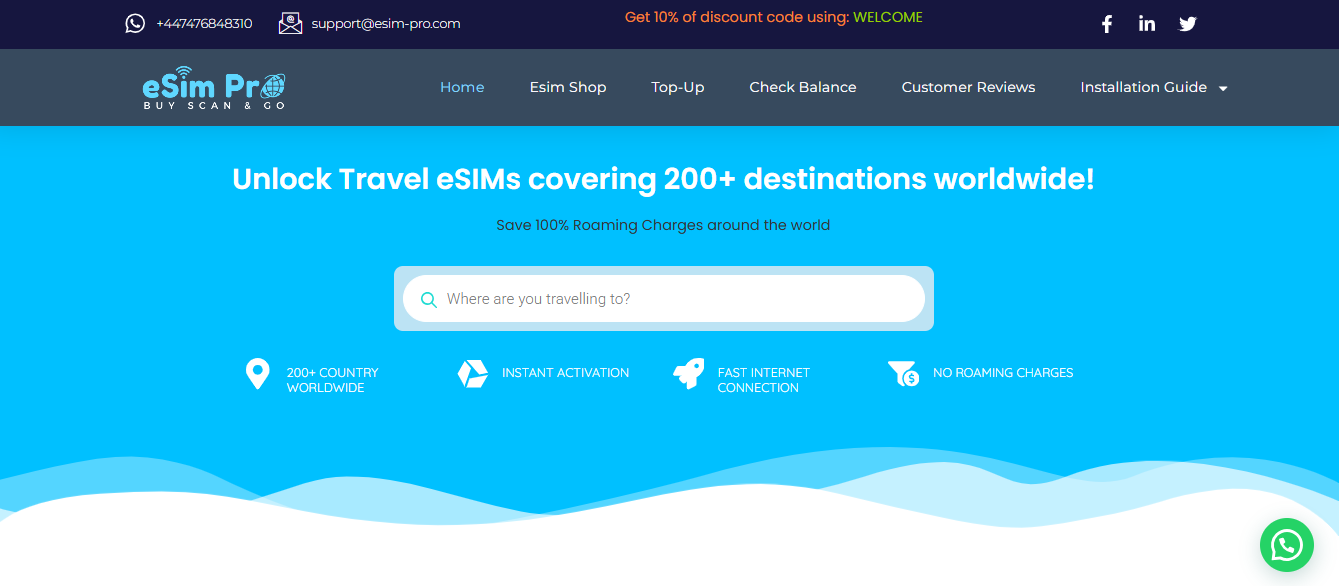 +447476848310
support@esim-pro.com
Get 10% of discount code using: WELCOME
eSim Pro
BUY SCAN & GO
Home
Esim Shop
Top-Up
Check Balance
Customer Reviews
Installation Guide
Unlock Travel eSIMs covering 200+ destinations worldwide!
Save 100% Roaming Charges around the world
Where are you travelling to?
200+ COUNTRY
WORLDWIDE
INSTANT ACTIVATION
FAST INTERNET
CONNECTION
NO ROAMING CHARGES